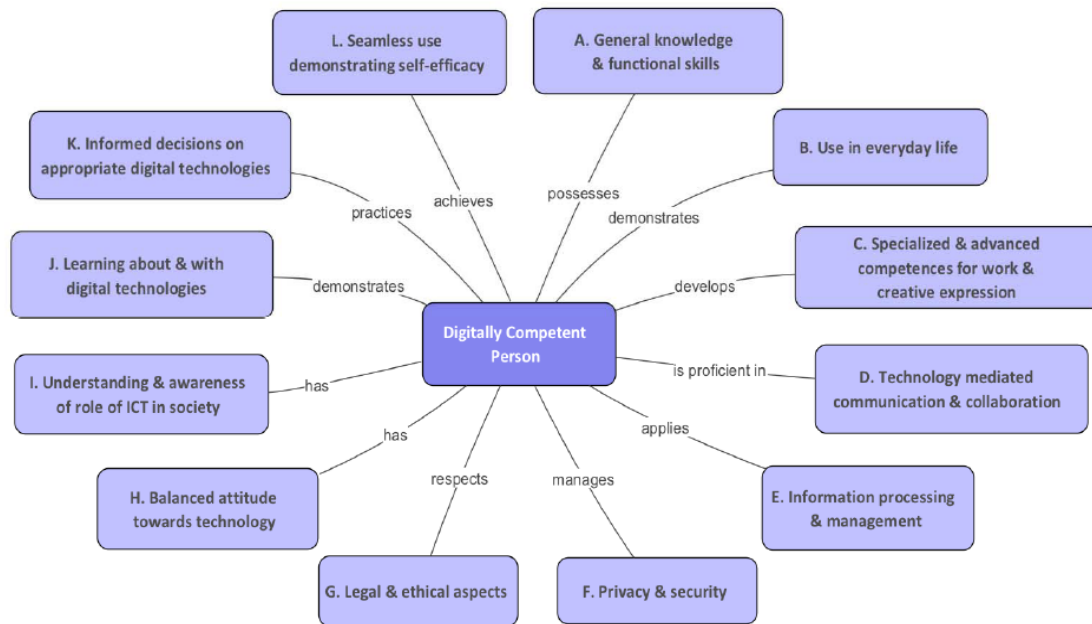 L. Seamless use
demonstrating self-efficacy
A. General knowledge
& functional skills
K. Informed decisions on
appropriate digital technologies
B. Use in everyday life
practices
achieves
possesses
demonstrates
J. Learning about & with
digital technologies
demonstrates
develops
C. Specialized & advanced
competences for work &
creative expression
Digitally Competent
Person
I. Understanding & awareness
of role of ICT in society
has
is proficient in
D. Technology mediated
communication & collaboration
has
applies
H. Balanced attitude
towards technology
respects
manages
E. Information processing
& management
G. Legal & ethical aspects
F. Privacy & security